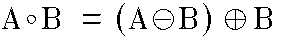 A∘B = (A⊖B) ⊕ B